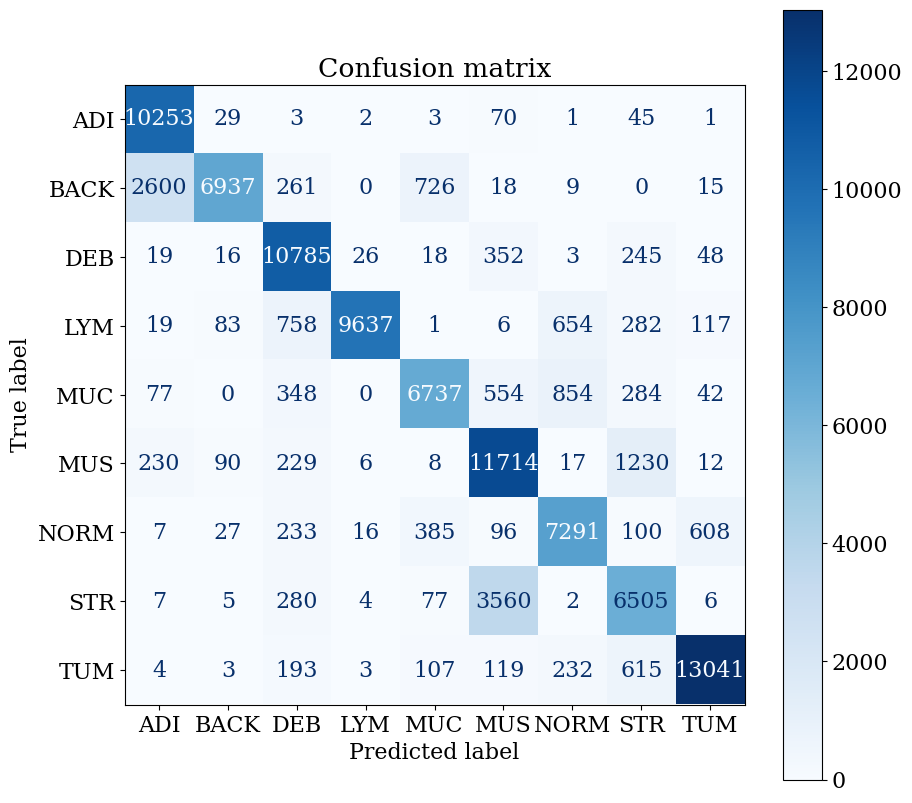 Confusion matrix
ADI 10253 29 3 2 3 70 1 45 1
BACK 2600 6937 261 0 726 18 9 0 15
DEB 19 16 10785 26 18 352 3 245 48
LYM 19 83 758 9637 1 6 654 282 117
MUC 77 0 348 0 6737 554 854 284 42
MUS 230 90 229 6 8 11714 17 1230 12
NORM 7 27 233 16 385 96 7291 100 608
STR 7 5 280 4 77 3560 2 6505 6
TUM 4 3 193 3 107 119 232 615 13041
ADI BACK DEB LYM MUC MUS NORM STR TUM
Predicted label
True label
12000
10000
8000
6000
4000
2000
0